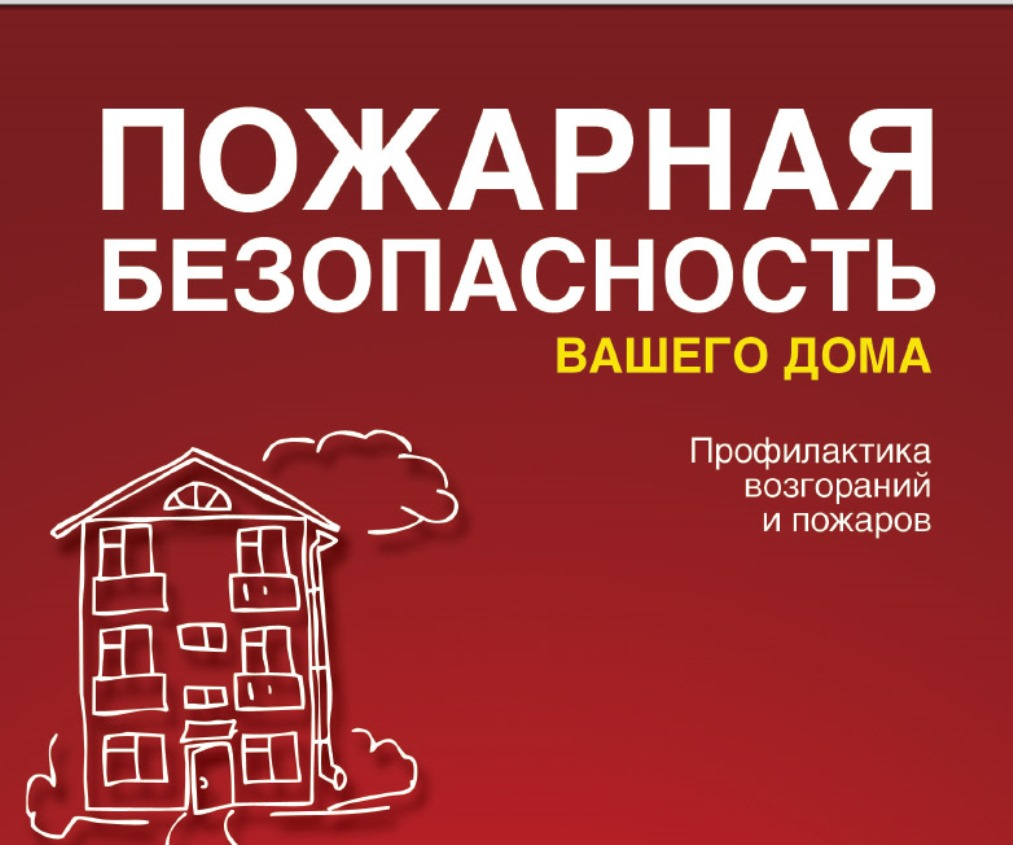 ПОЖАРНАЯ
БЕЗОПАСНОСТЬ
ВАШЕГО ДОМА
Профилактика
возгораний
и пожаров